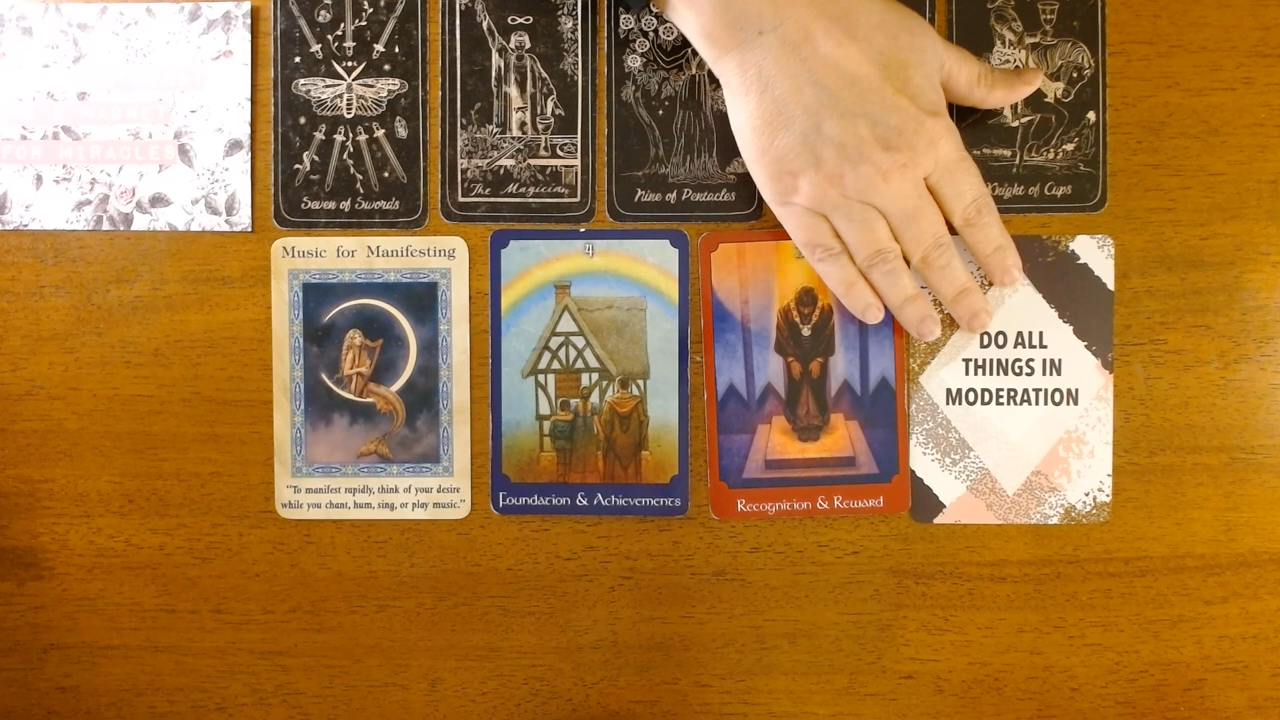 FOR MIRACLES
Seven of Swords
The Magician
Nine of Pentacles
Knight of Cups
Music for Manifesting
"To manifest rapidly, think of your desire
while you chant, hum, sing, or play music."
4
Foundation & Achievements
Recognition & Reward
DO ALL
THINGS IN
MODERATION